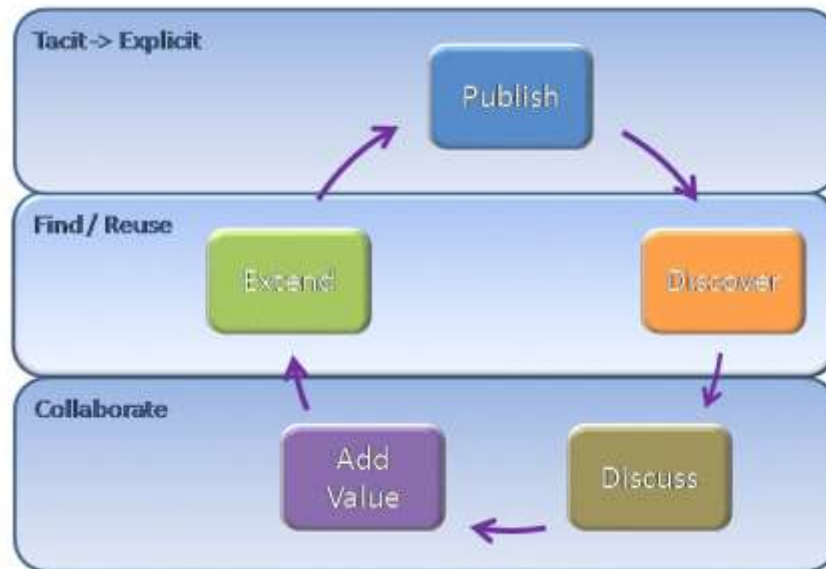 Tacit -> Explicit
Publish
Find / Reuse
Extend
Discover
Collaborate
Add
Value
Discuss